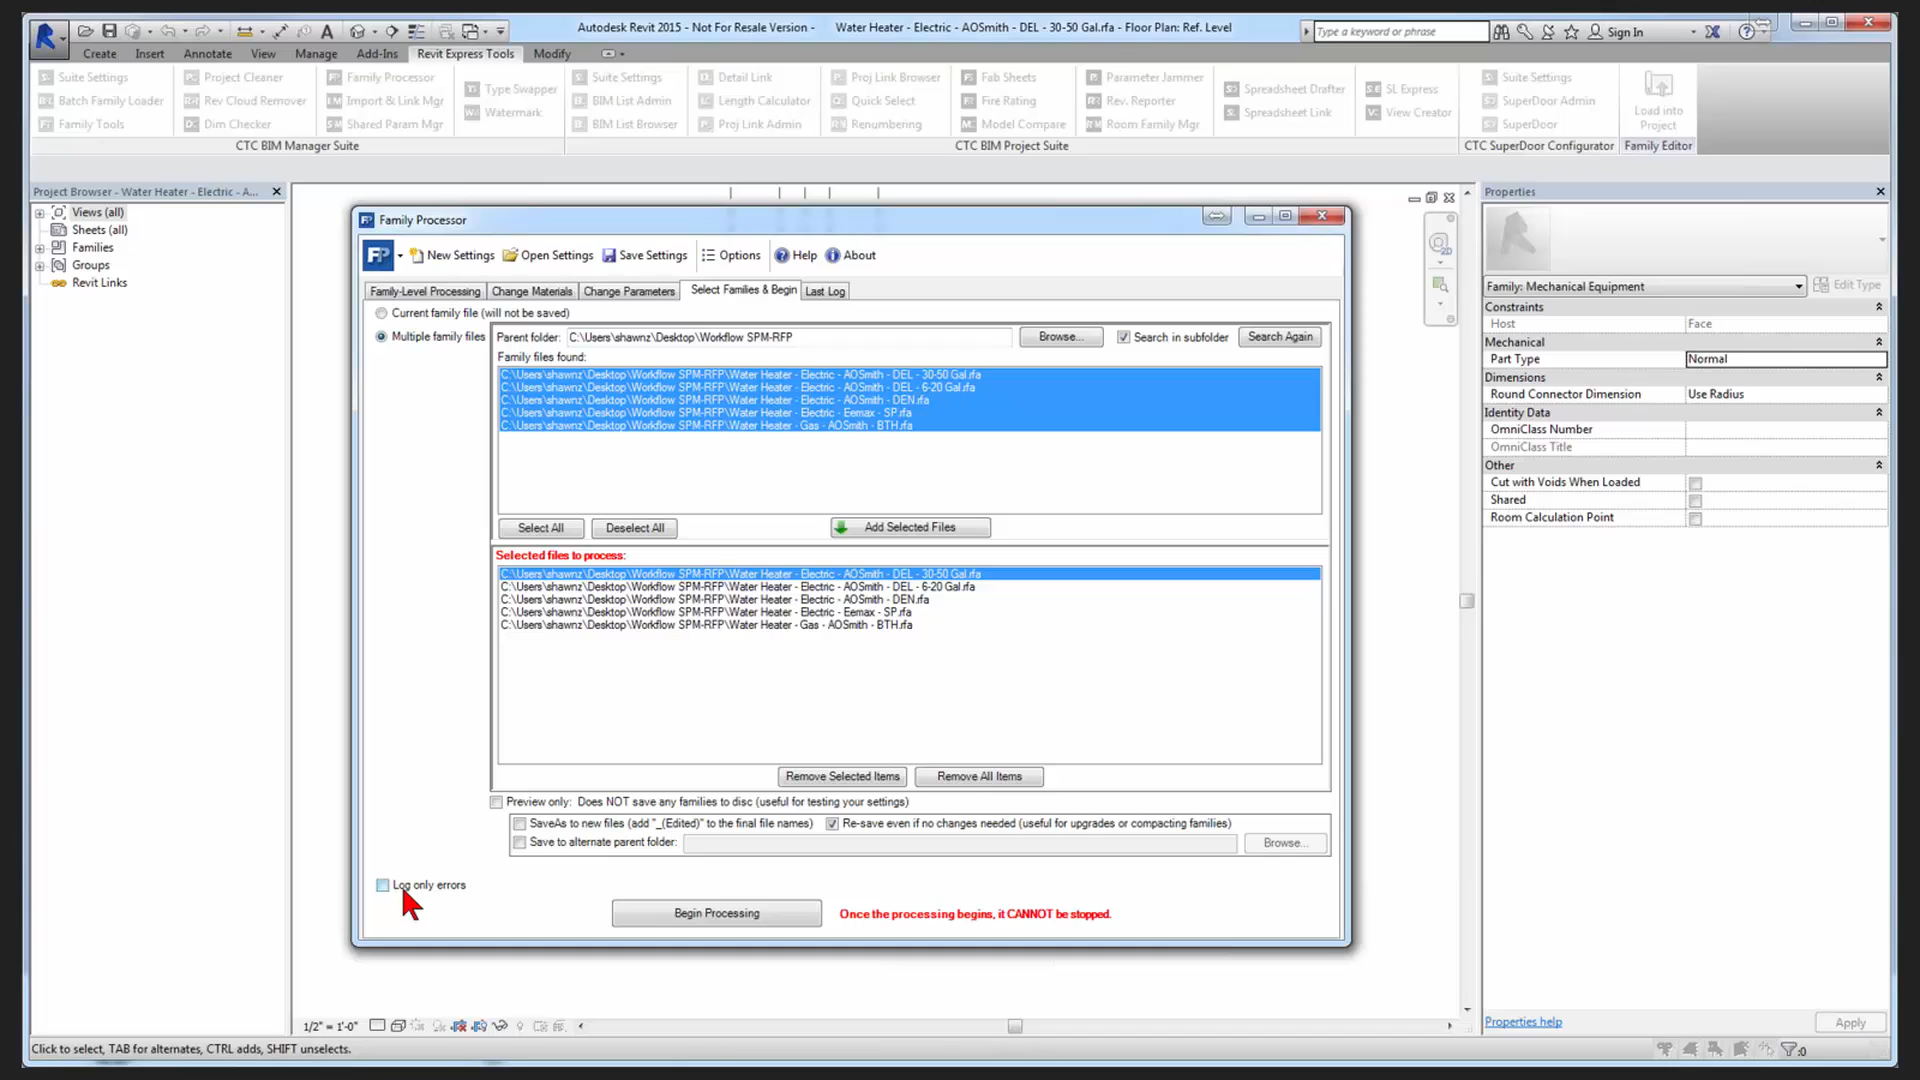 Autodesk Revit 2015 - Not For Resale Version -    Water Heater - Electric - AOSmith - DEL - 30-50 Gal.rfa - Floor Plan: Ref. Level
Type a keyword or phrase
Sign In
Create Insert Annotate View Manage Add-Ins Revit Express Tools Modify
Suite Settings Project Cleaner Family Processor Type Swapper Suite Settings Detail Link Proj Link Browser Fab Sheets Parameter Jammer Spreadsheet Drafter SL Express Suite Settings
Batch Family Loader Rev Cloud Remover Import & Link Mgr Watermark BIM List Admin Length Calculator Quick Select Fire Rating Rev. Reporter Spreadsheet Link View Creator SuperDoor Admin Load into
Family Tools Dim Checker Shared Param Mgr BIM List Browser Proj Link Admin Renumbering Model Compare Room Family Mgr SuperDoor Project
CTC BIM Manager Suite CTC BIM Project Suite CTC SuperDoor Configurator Family Editor
Project Browser - Water Heater - Electric - A...
Views (all)
Sheets (all)
Families
Groups
Revit Links
Family Processor
FP New Settings Open Settings Save Settings Options Help About
Family-Level Processing Change Materials Change Parameters Select Families & Begin Last Log
Current family file (will not be saved)
Multiple family files
Parent folder: C:\Users\shawnz\Desktop\Workflow SPM-RFP Browse... Search in subfolder Search Again
Family files found:
C:\Users\shawnz\Desktop\Workflow SPM-RFP\Water Heater - Electric - AOSmith - DEL - 30-50 Gal.rfa
C:\Users\shawnz\Desktop\Workflow SPM-RFP\Water Heater - Electric - AOSmith - DEL - 6-20 Gal.rfa
C:\Users\shawnz\Desktop\Workflow SPM-RFP\Water Heater - Electric - AOSmith - DEN.rfa
C:\Users\shawnz\Desktop\Workflow SPM-RFP\Water Heater - Electric - Eemax - SP.rfa
C:\Users\shawnz\Desktop\Workflow SPM-RFP\Water Heater - Gas - AOSmith - BTH.rfa
Select All Deselect All Add Selected Files
Selected files to process:
C:\Users\shawnz\Desktop\Workflow SPM-RFP\Water Heater - Electric - AOSmith - DEL - 30-50 Gal.rfa
C:\Users\shawnz\Desktop\Workflow SPM-RFP\Water Heater - Electric - AOSmith - DEL - 6-20 Gal.rfa
C:\Users\shawnz\Desktop\Workflow SPM-RFP\Water Heater - Electric - AOSmith - DEN.rfa
C:\Users\shawnz\Desktop\Workflow SPM-RFP\Water Heater - Electric - Eemax - SP.rfa
C:\Users\shawnz\Desktop\Workflow SPM-RFP\Water Heater - Gas - AOSmith - BTH.rfa
Remove Selected Items Remove All Items
Preview only: Does NOT save any families to disc (useful for testing your settings)
SaveAs to new files (add "_(Edited)" to the final file names) Re-save even if no changes needed (useful for upgrades or compacting families)
Save to alternate parent folder: Browse...
Log only errors
Begin Processing Once the processing begins, it CANNOT be stopped.
Properties
Family: Mechanical Equipment Edit Type
Constraints
Host Face
Mechanical
Part Type Normal
Dimensions
Round Connector Dimension Use Radius
Identity Data
OmniClass Number
OmniClass Title
Other
Cut with Voids When Loaded
Shared
Room Calculation Point
Properties help Apply
1/2" = 1'-0"
Click to select, TAB for alternates, CTRL adds, SHIFT unselects.
:0